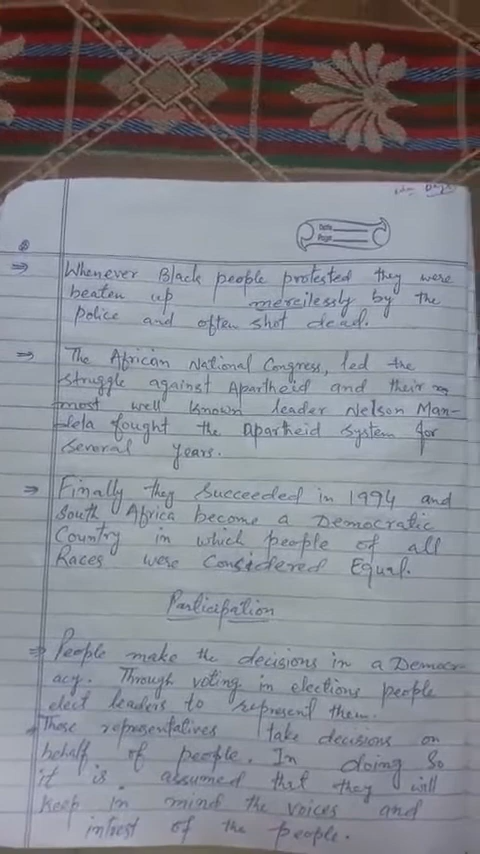 Date
Page
⇒ Whenever Black people protested they were
beaten up mercilessly by the
police and often shot dead.
⇒ The African National Congress, led the
struggle against Apartheid and their
most well known leader Nelson Man-
dela fought the apartheid system for
several years.
⇒ Finally they Succeeded in 1994 and
South Africa become a Democratic
Country in which people of all
Races were Considered Equal.
Participation
⇒ People make the decisions in a Democr-
acy. Through voting in elections people
elect leaders to represent them.
These representatives take decisions on
behalf of people. In doing So
it is assumed that they will
keep in mind the voices and
intrest of the people.